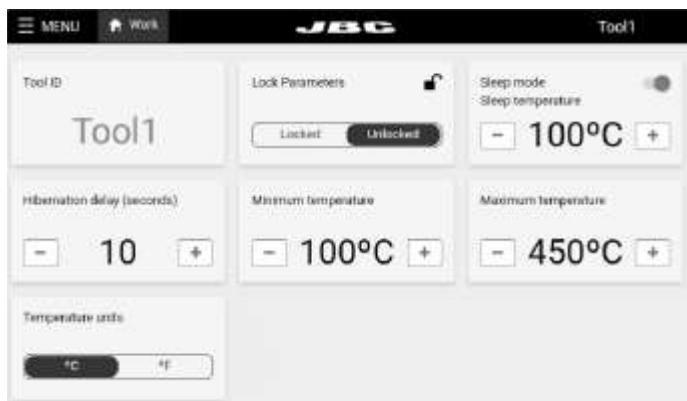 MENU
Work
JBC
Tool1
Tool ID
Tool1
Lock Parameters
Locked
Unlocked
Sleep mode
Sleep temperature
- 100ºC +
Hibernation delay (seconds)
- 10 +
Minimum temperature
- 100ºC +
Maximum temperature
- 450ºC +
Temperature units
ºC
ºF